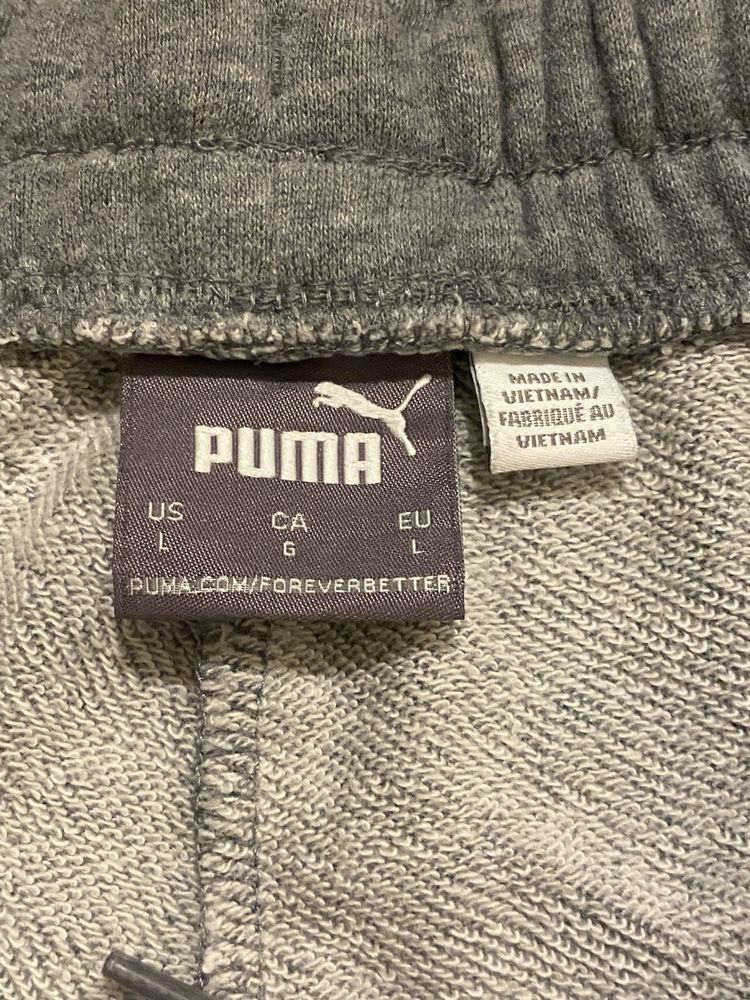 PUMA
US CA EU
L G L
PUMA.COM/FOREVERBETTER
MADE IN
VIETNAM/
FABRIQUÉ AU
VIETNAM